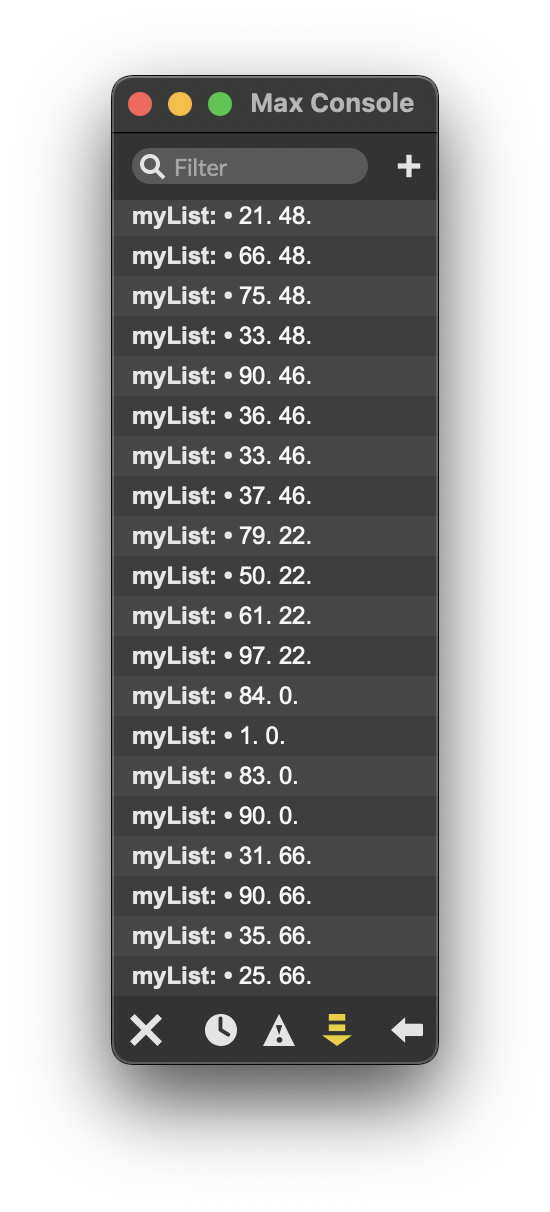 Max Console
Filter
myList: • 21. 48.
myList: • 66. 48.
myList: • 75. 48.
myList: • 33. 48.
myList: • 90. 46.
myList: • 36. 46.
myList: • 33. 46.
myList: • 37. 46.
myList: • 79. 22.
myList: • 50. 22.
myList: • 61. 22.
myList: • 97. 22.
myList: • 84. 0.
myList: • 1. 0.
myList: • 83. 0.
myList: • 90. 0.
myList: • 31. 66.
myList: • 90. 66.
myList: • 35. 66.
myList: • 25. 66.